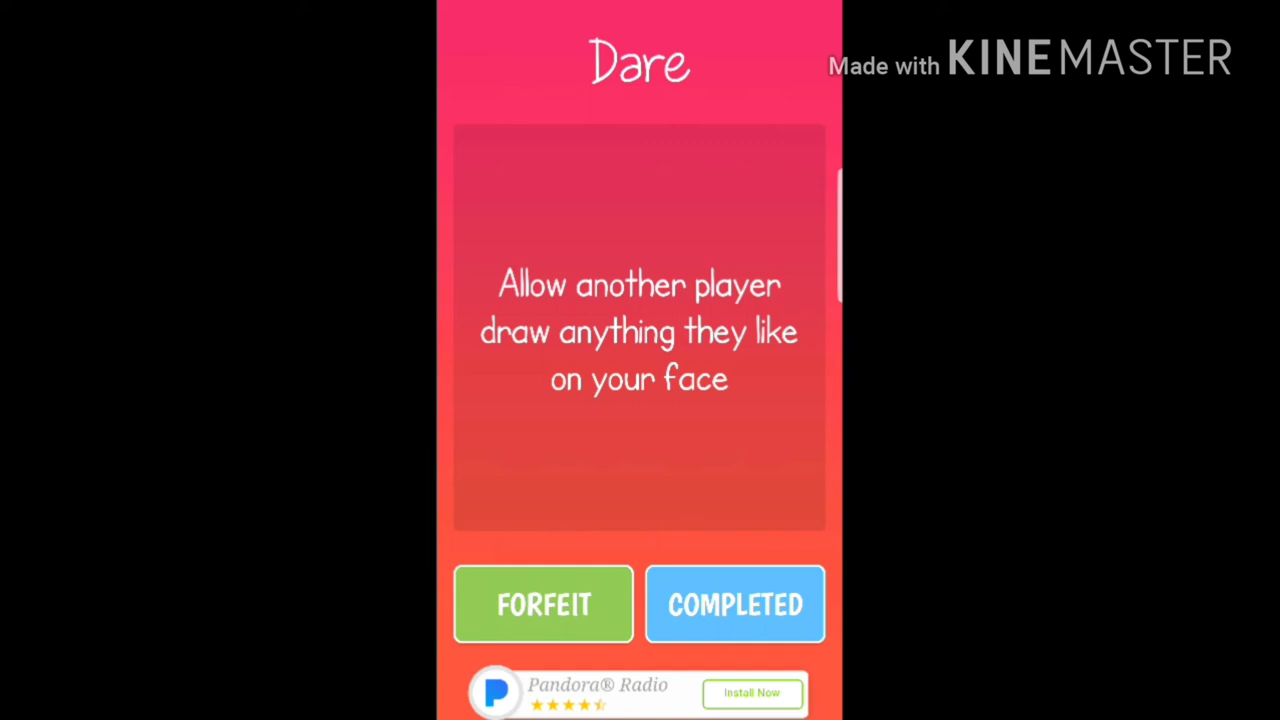 Dare
Made with KINEMASTER
Allow another player
draw anything they like
on your face
FORFEIT
COMPLETED
Pandora® Radio
Install Now